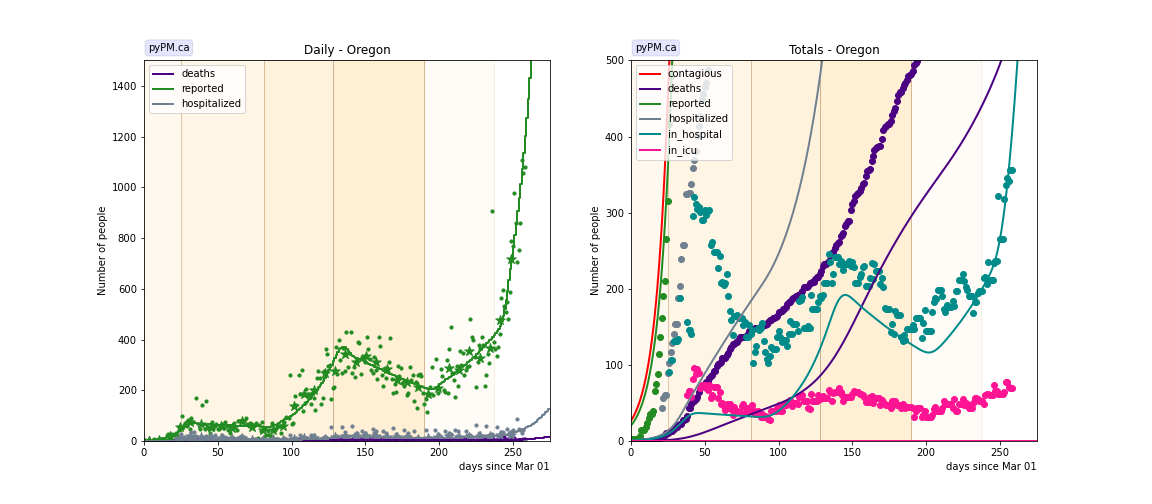 pyPM.ca
Daily - Oregon
deaths
reported
hospitalized
1400
1200
1000
800
600
400
200
0
Number of people
0
50
100
150
200
250
days since Mar 01
pyPM.ca
Totals - Oregon
contagious
deaths
reported
hospitalized
in_hospital
in_icu
500
400
300
200
100
0
Number of people
0
50
100
150
200
250
days since Mar 01